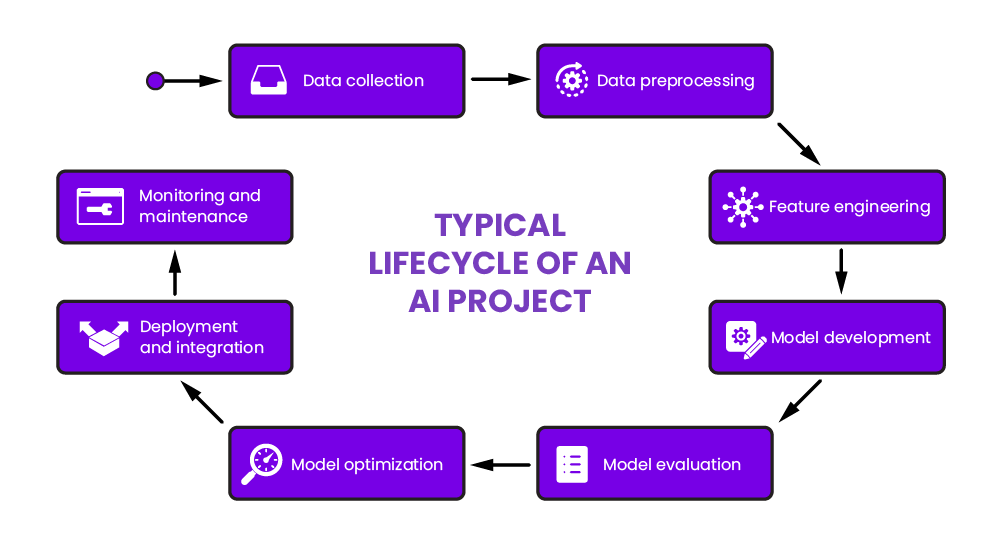 Data collection
Data preprocessing
Feature engineering
Model development
Model evaluation
Model optimization
Deployment
and integration
Monitoring and
maintenance
TYPICAL
LIFECYCLE OF AN
AI PROJECT